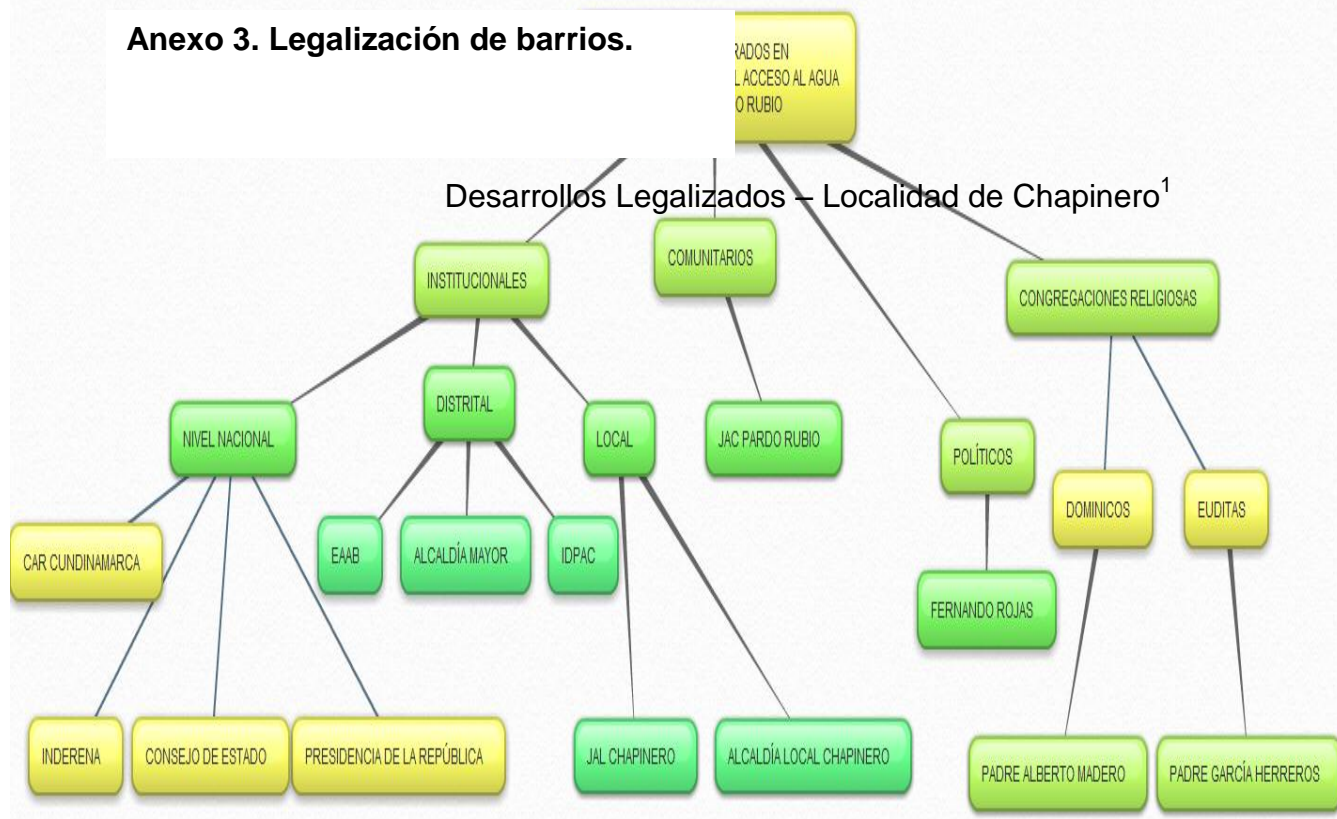 Anexo 3. Legalización de barrios.
EN
ACCESO AL AGUA
RUBIO
Desarrollos Legalizados – Localidad de Chapinero1
INSTITUCIONALES
COMUNITARIOS
CONGREGACIONES RELIGIOSAS
NIVEL NACIONAL
DISTRITAL
LOCAL
JAC PARDO RUBIO
POLÍTICOS
DOMINICOS
EUDITAS
CAR CUNDINAMARCA
EAAB
ALCALDÍA MAYOR
IDPAC
FERNANDO ROJAS
INDERENA
CONSEJO DE ESTADO
PRESIDENCIA DE LA REPÚBLICA
JAL CHAPINERO
ALCALDÍA LOCAL CHAPINERO
PADRE ALBERTO MADERO
PADRE GARCÍA HERREROS